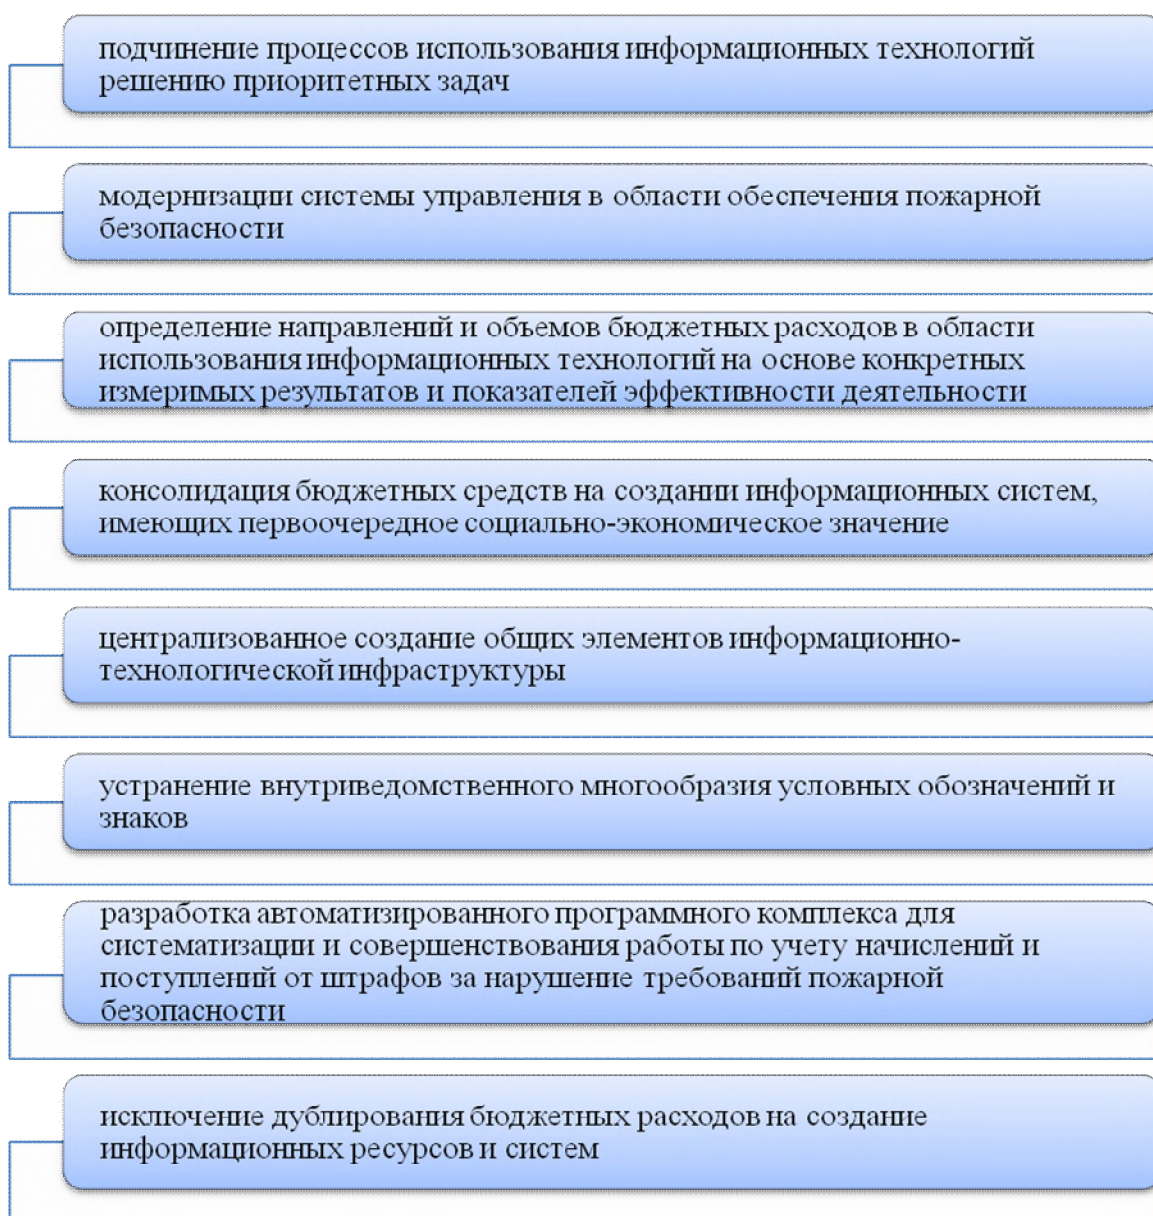 подчинение процессов использования информационных технологий
решению приоритетных задач
модернизации системы управления в области обеспечения пожарной
безопасности
определение направлений и объемов бюджетных расходов в области
использования информационных технологий на основе конкретных
измеримых результатов и показателей эффективности деятельности
консолидация бюджетных средств на создании информационных систем,
имеющих первоочередное социально-экономическое значение
централизованное создание общих элементов информационно-
технологической инфраструктуры
устранение внутриведомственного многообразия условных обозначений и
знаков
разработка автоматизированного программного комплекса для
систематизации и совершенствования работы по учету начислений и
поступлений от штрафов за нарушение требований пожарной
безопасности
исключение дублирования бюджетных расходов на создание
информационных ресурсов и систем